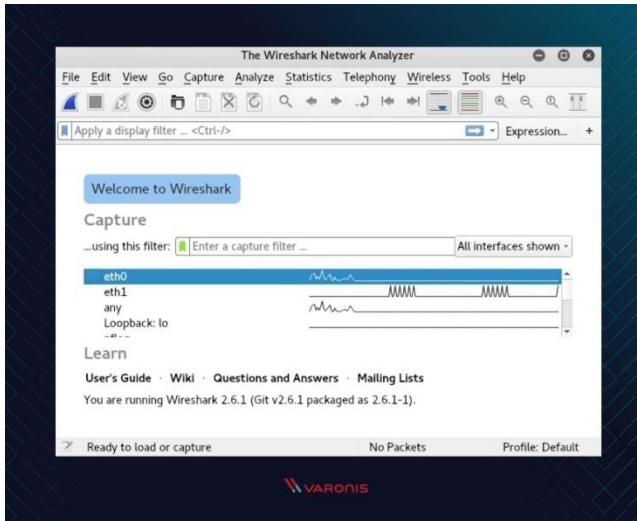 The Wireshark Network Analyzer
File Edit View Go Capture Analyze Statistics Telephony Wireless Tools Help
Apply a display filter ... <Ctrl-/> Expression... +
Welcome to Wireshark
Capture
...using this filter: Enter a capture filter ... All interfaces shown
eth0
eth1
any
Loopback: lo
Learn
User's Guide · Wiki · Questions and Answers · Mailing Lists
You are running Wireshark 2.6.1 (Git v2.6.1 packaged as 2.6.1-1).
Ready to load or capture No Packets Profile: Default
VARONIS